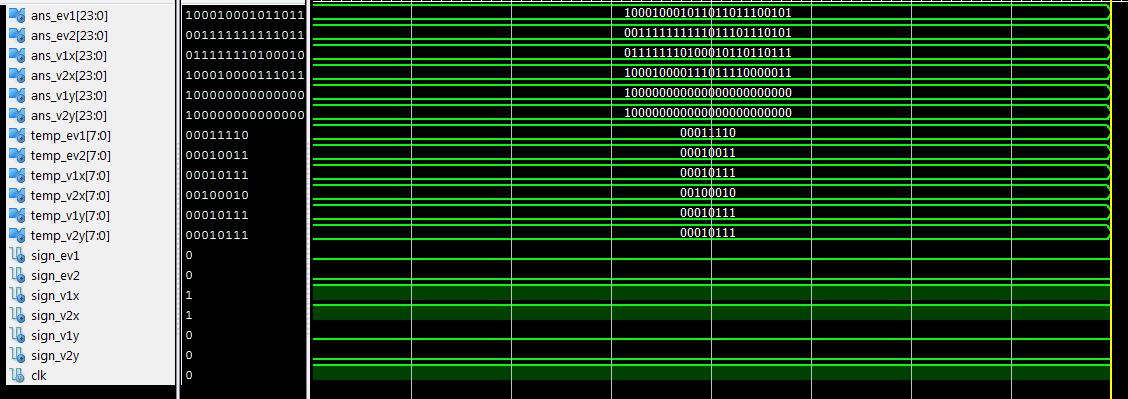 ans_ev1[23:0] 100010001011011 100010001011011011100101
ans_ev2[23:0] 001111111111011 001111111111011101110101
ans_v1x[23:0] 011111110100010 011111110100010110110111
ans_v2x[23:0] 100010000111011 100010000111011110000011
ans_v1y[23:0] 100000000000000 100000000000000000000000
ans_v2y[23:0] 100000000000000 100000000000000000000000
temp_ev1[7:0] 00011110 00011110
temp_ev2[7:0] 00010011 00010011
temp_v1x[7:0] 00010111 00010111
temp_v2x[7:0] 00100010 00100010
temp_v1y[7:0] 00010111 00010111
temp_v2y[7:0] 00010111 00010111
sign_ev1 0
sign_ev2 0
sign_v1x 1
sign_v2x 1
sign_v1y 0
sign_v2y 0
clk 0